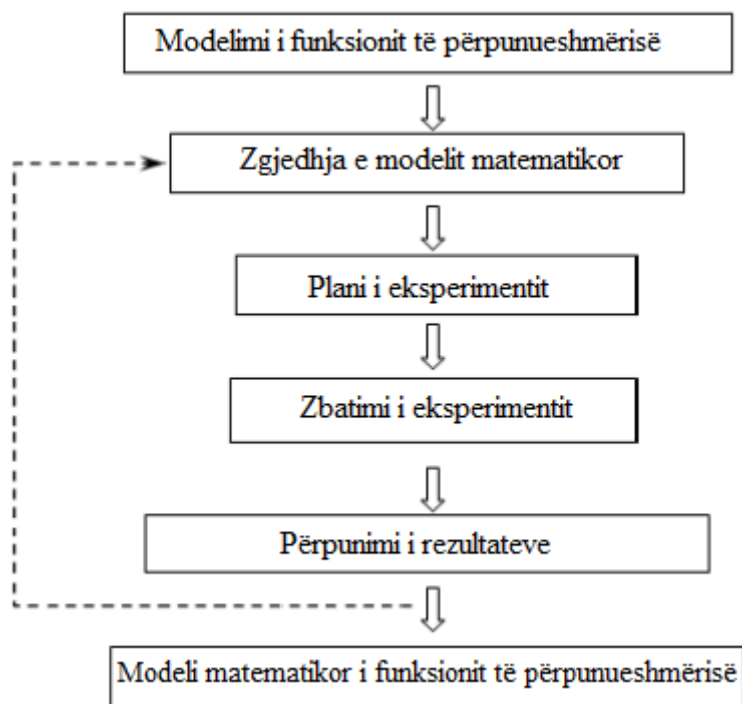 Modelimi i funksionit të përpunueshmërisë
Zgjedhja e modelit matematikor
Plani i eksperimentit
Zbatimi i eksperimentit
Përpunimi i rezultateve
Modeli matematikor i funksionit të përpunueshmërisë